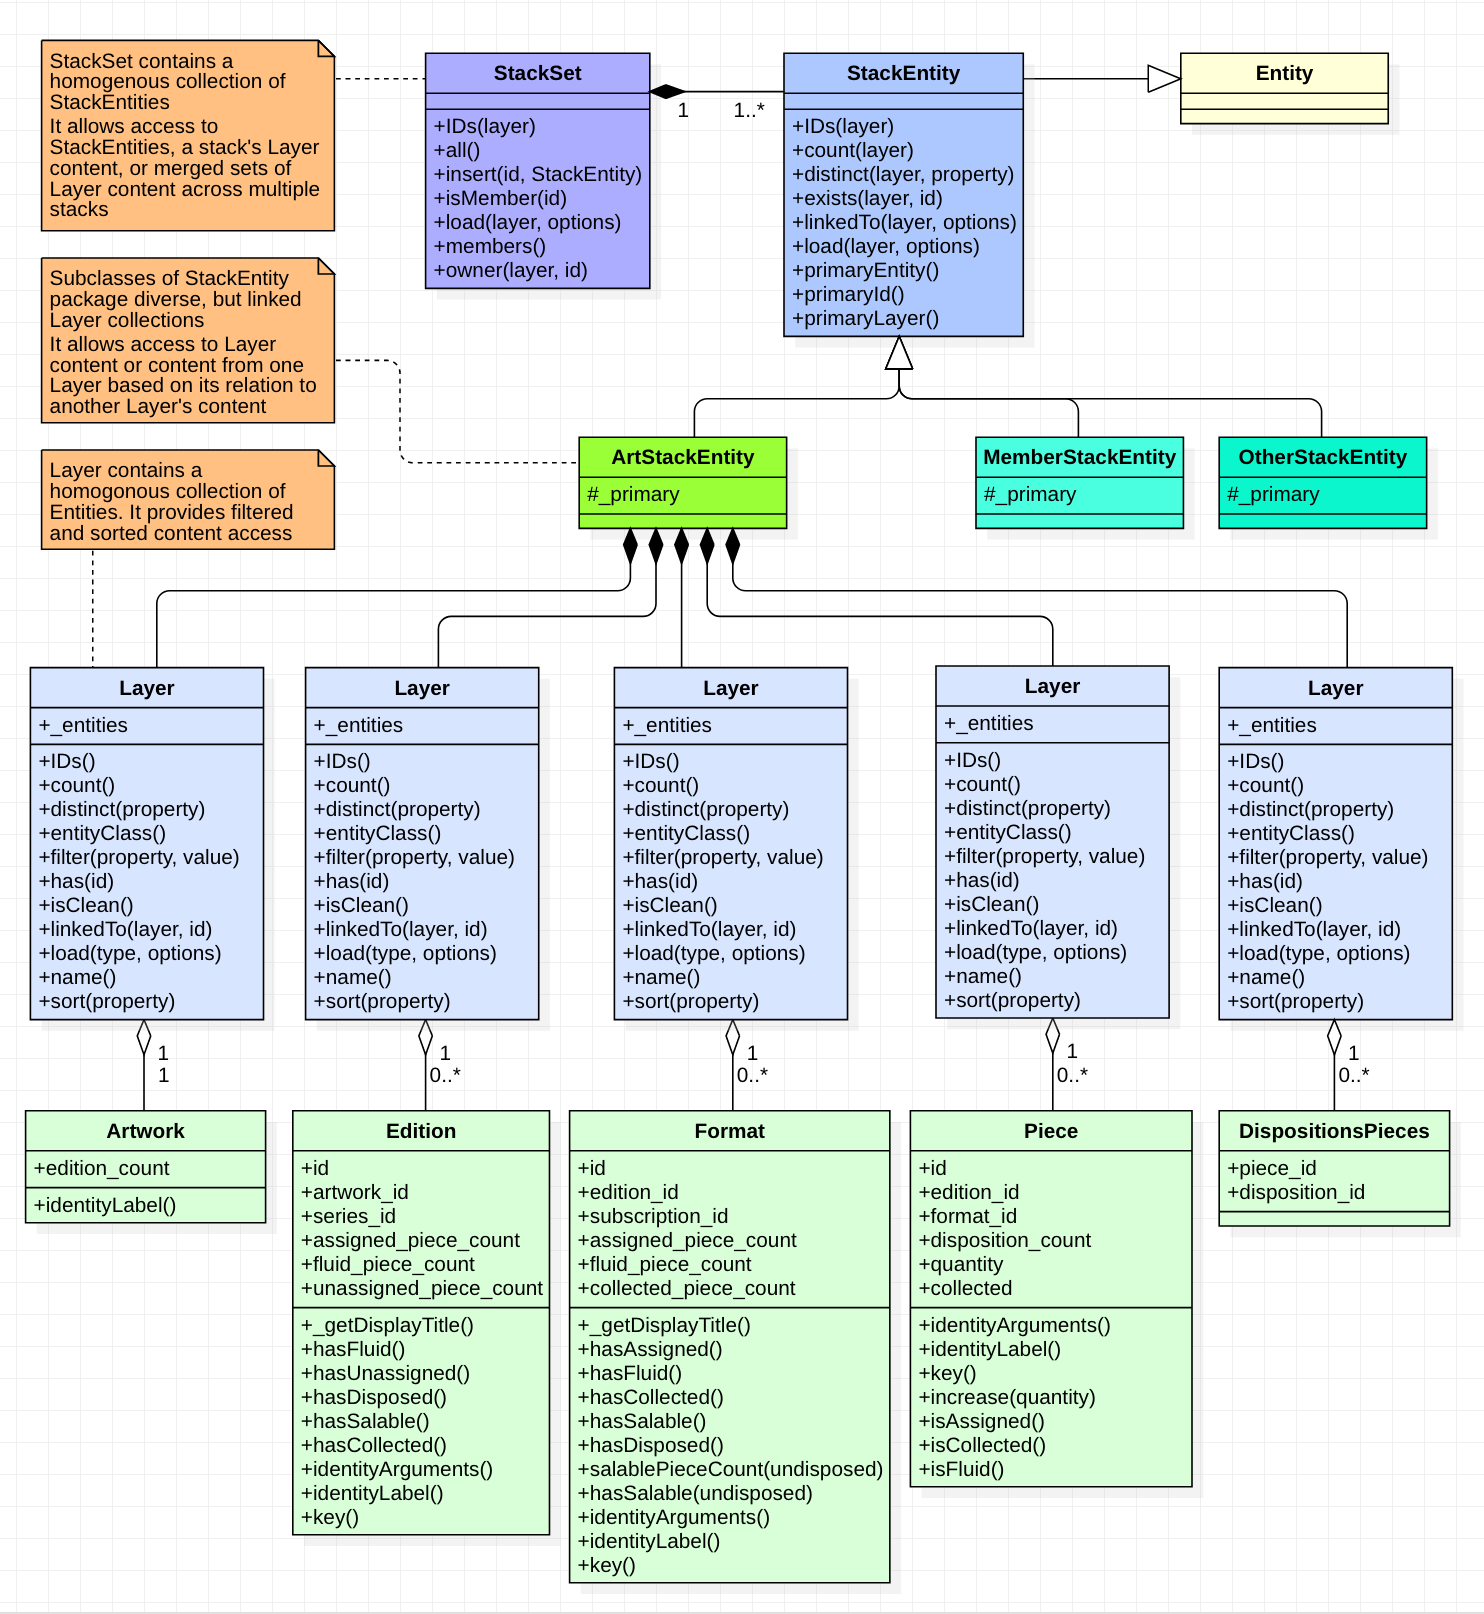 StackSet contains a
homogenous collection of
StackEntities
It allows access to
StackEntities, a stack's Layer
content, or merged sets of
Layer content across multiple
stacks
StackSet
+IDs(layer)
+all()
+insert(id, StackEntity)
+isMember(id)
+load(layer, options)
+members()
+owner(layer, id)
1
1..*
StackEntity
+IDs(layer)
+count(layer)
+distinct(layer, property)
+exists(layer, id)
+linkedTo(layer, options)
+load(layer, options)
+primaryEntity()
+primaryId()
+primaryLayer()
Entity
Subclasses of StackEntity
package diverse, but linked
Layer collections
It allows access to Layer
content or content from one
Layer based on its relation to
another Layer's content
Layer contains a
homogonous collection of
Entities. It provides filtered
and sorted content access
ArtStackEntity
#_primary
MemberStackEntity
#_primary
OtherStackEntity
#_primary
Layer
+_entities
+IDs()
+count()
+distinct(property)
+entityClass()
+filter(property, value)
+has(id)
+isClean()
+linkedTo(layer, id)
+load(type, options)
+name()
+sort(property)
Layer
+_entities
+IDs()
+count()
+distinct(property)
+entityClass()
+filter(property, value)
+has(id)
+isClean()
+linkedTo(layer, id)
+load(type, options)
+name()
+sort(property)
Layer
+_entities
+IDs()
+count()
+distinct(property)
+entityClass()
+filter(property, value)
+has(id)
+isClean()
+linkedTo(layer, id)
+load(type, options)
+name()
+sort(property)
Layer
+_entities
+IDs()
+count()
+distinct(property)
+entityClass()
+filter(property, value)
+has(id)
+isClean()
+linkedTo(layer, id)
+load(type, options)
+name()
+sort(property)
Layer
+_entities
+IDs()
+count()
+distinct(property)
+entityClass()
+filter(property, value)
+has(id)
+isClean()
+linkedTo(layer, id)
+load(type, options)
+name()
+sort(property)
1
1
1
0..*
1
0..*
1
0..*
1
0..*
Artwork
+edition_count
+identityLabel()
Edition
+id
+artwork_id
+series_id
+assigned_piece_count
+fluid_piece_count
+unassigned_piece_count
+_getDisplayTitle()
+hasFluid()
+hasUnassigned()
+hasDisposed()
+hasSalable()
+hasCollected()
+identityArguments()
+identityLabel()
+key()
Format
+id
+edition_id
+subscription_id
+assigned_piece_count
+fluid_piece_count
+collected_piece_count
+_getDisplayTitle()
+hasAssigned()
+hasFluid()
+hasCollected()
+hasSalable()
+hasDisposed()
+salablePieceCount(undisposed)
+hasSalable(undisposed)
+identityArguments()
+identityLabel()
+key()
Piece
+id
+edition_id
+format_id
+disposition_count
+quantity
+collected
+identityArguments()
+identityLabel()
+key()
+increase(quantity)
+isAssigned()
+isCollected()
+isFluid()
DispositionsPieces
+piece_id
+disposition_id